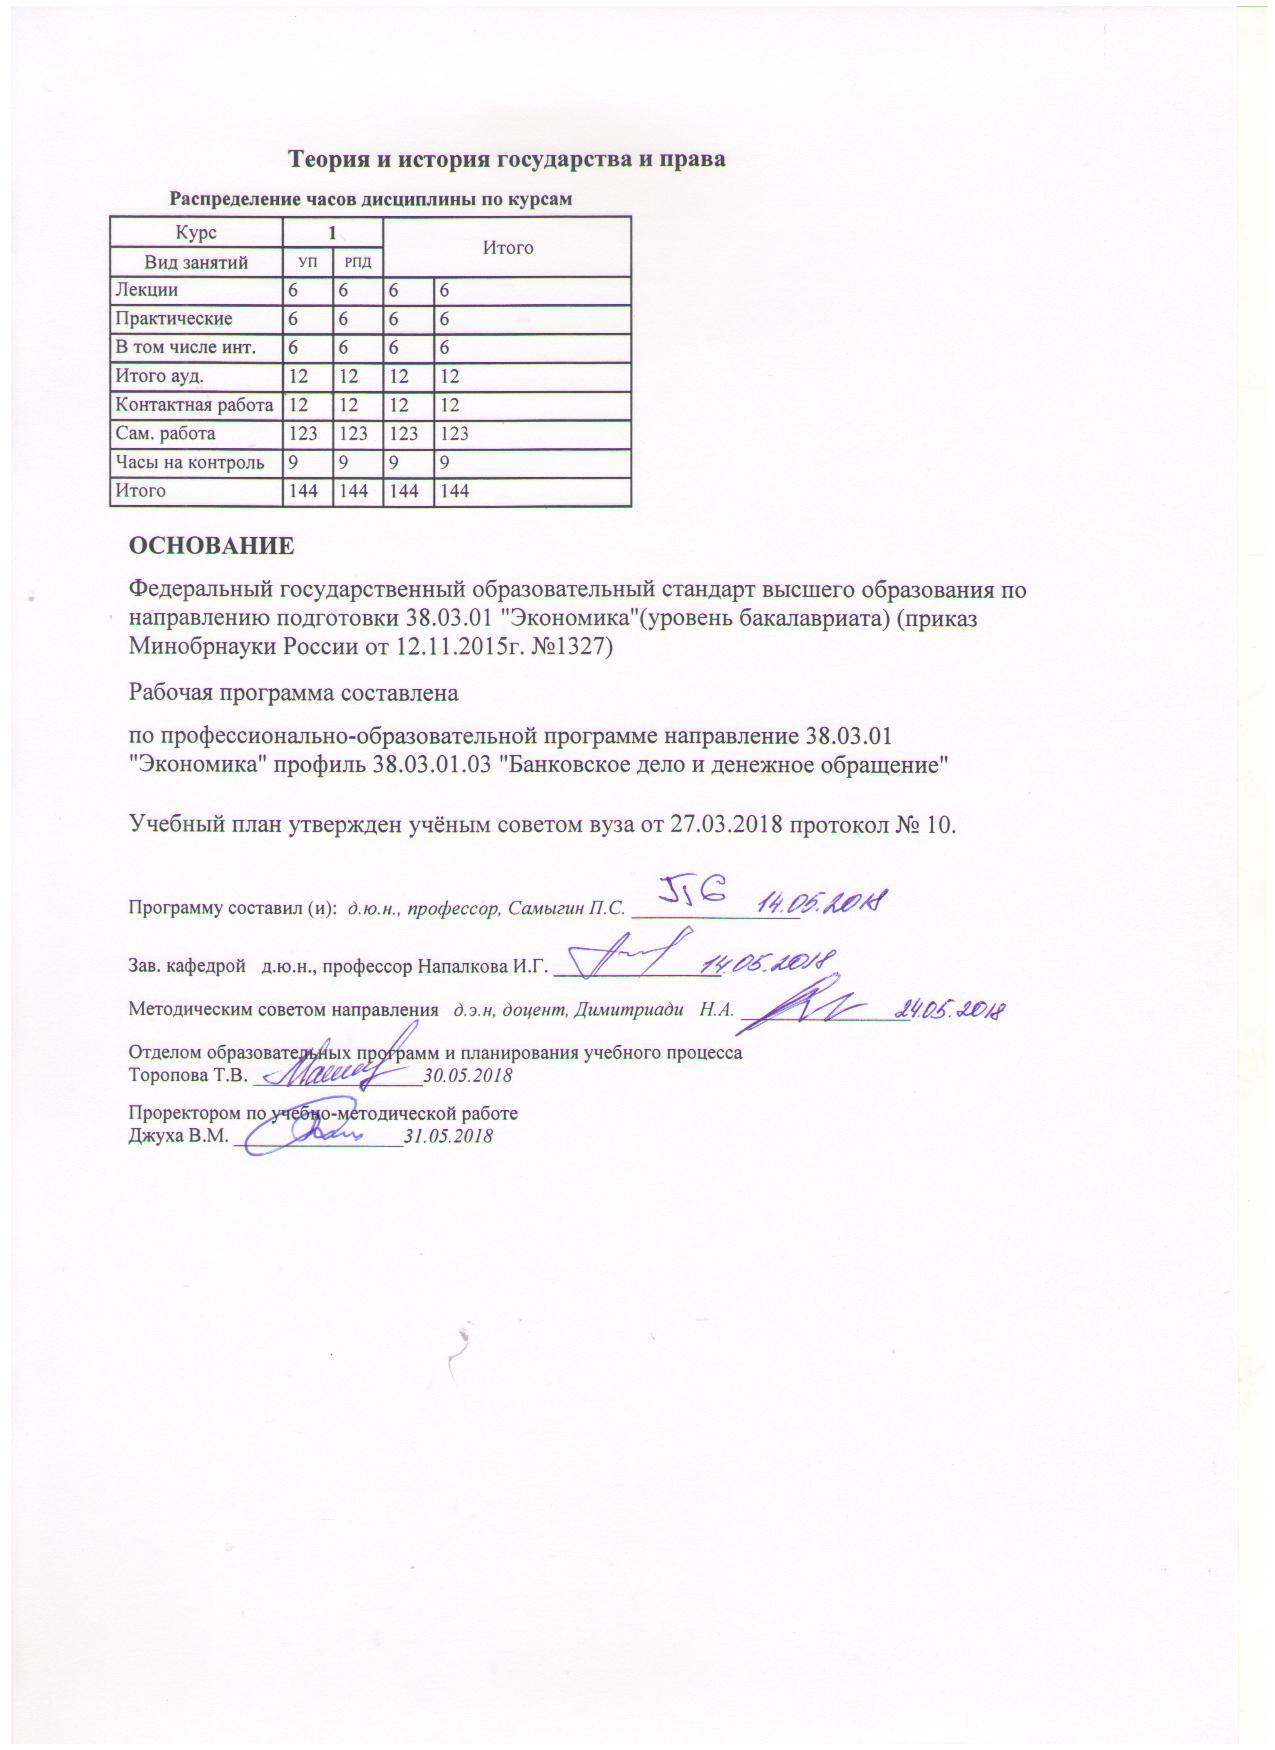 Теория и история государства и права
Распределение часов дисциплины по курсам
Курс 1 Итого
Вид занятий УП РПД
Лекции 6 6 6 6
Практические 6 6 6 6
В том числе инт. 6 6 6 6
Итого ауд. 12 12 12 12
Контактная работа 12 12 12 12
Сам. работа 123 123 123 123
Часы на контроль 9 9 9 9
Итого 144 144 144 144
ОСНОВАНИЕ
Федеральный государственный образовательный стандарт высшего образования по
направлению подготовки 38.03.01 "Экономика"(уровень бакалавриата) (приказ
Минобрнауки России от 12.11.2015г. №1327)
Рабочая программа составлена
по профессионально-образовательной программе направление 38.03.01
"Экономика" профиль 38.03.01.03 "Банковское дело и денежное обращение"
Учебный план утвержден учёным советом вуза от 27.03.2018 протокол № 10.
Программу составил (и): д.ю.н., профессор, Самыгин П.С. 14.05.2018
Зав. кафедрой д.ю.н., профессор Напалкова И.Г. 14.05.2018
Методическим советом направления д.э.н, доцент, Димитриади Н.А. 24.05.2018
Отделом образовательных программ и планирования учебного процесса
Торопова Т.В. 30.05.2018
Проректором по учебно-методической работе
Джуха В.М. 31.05.2018